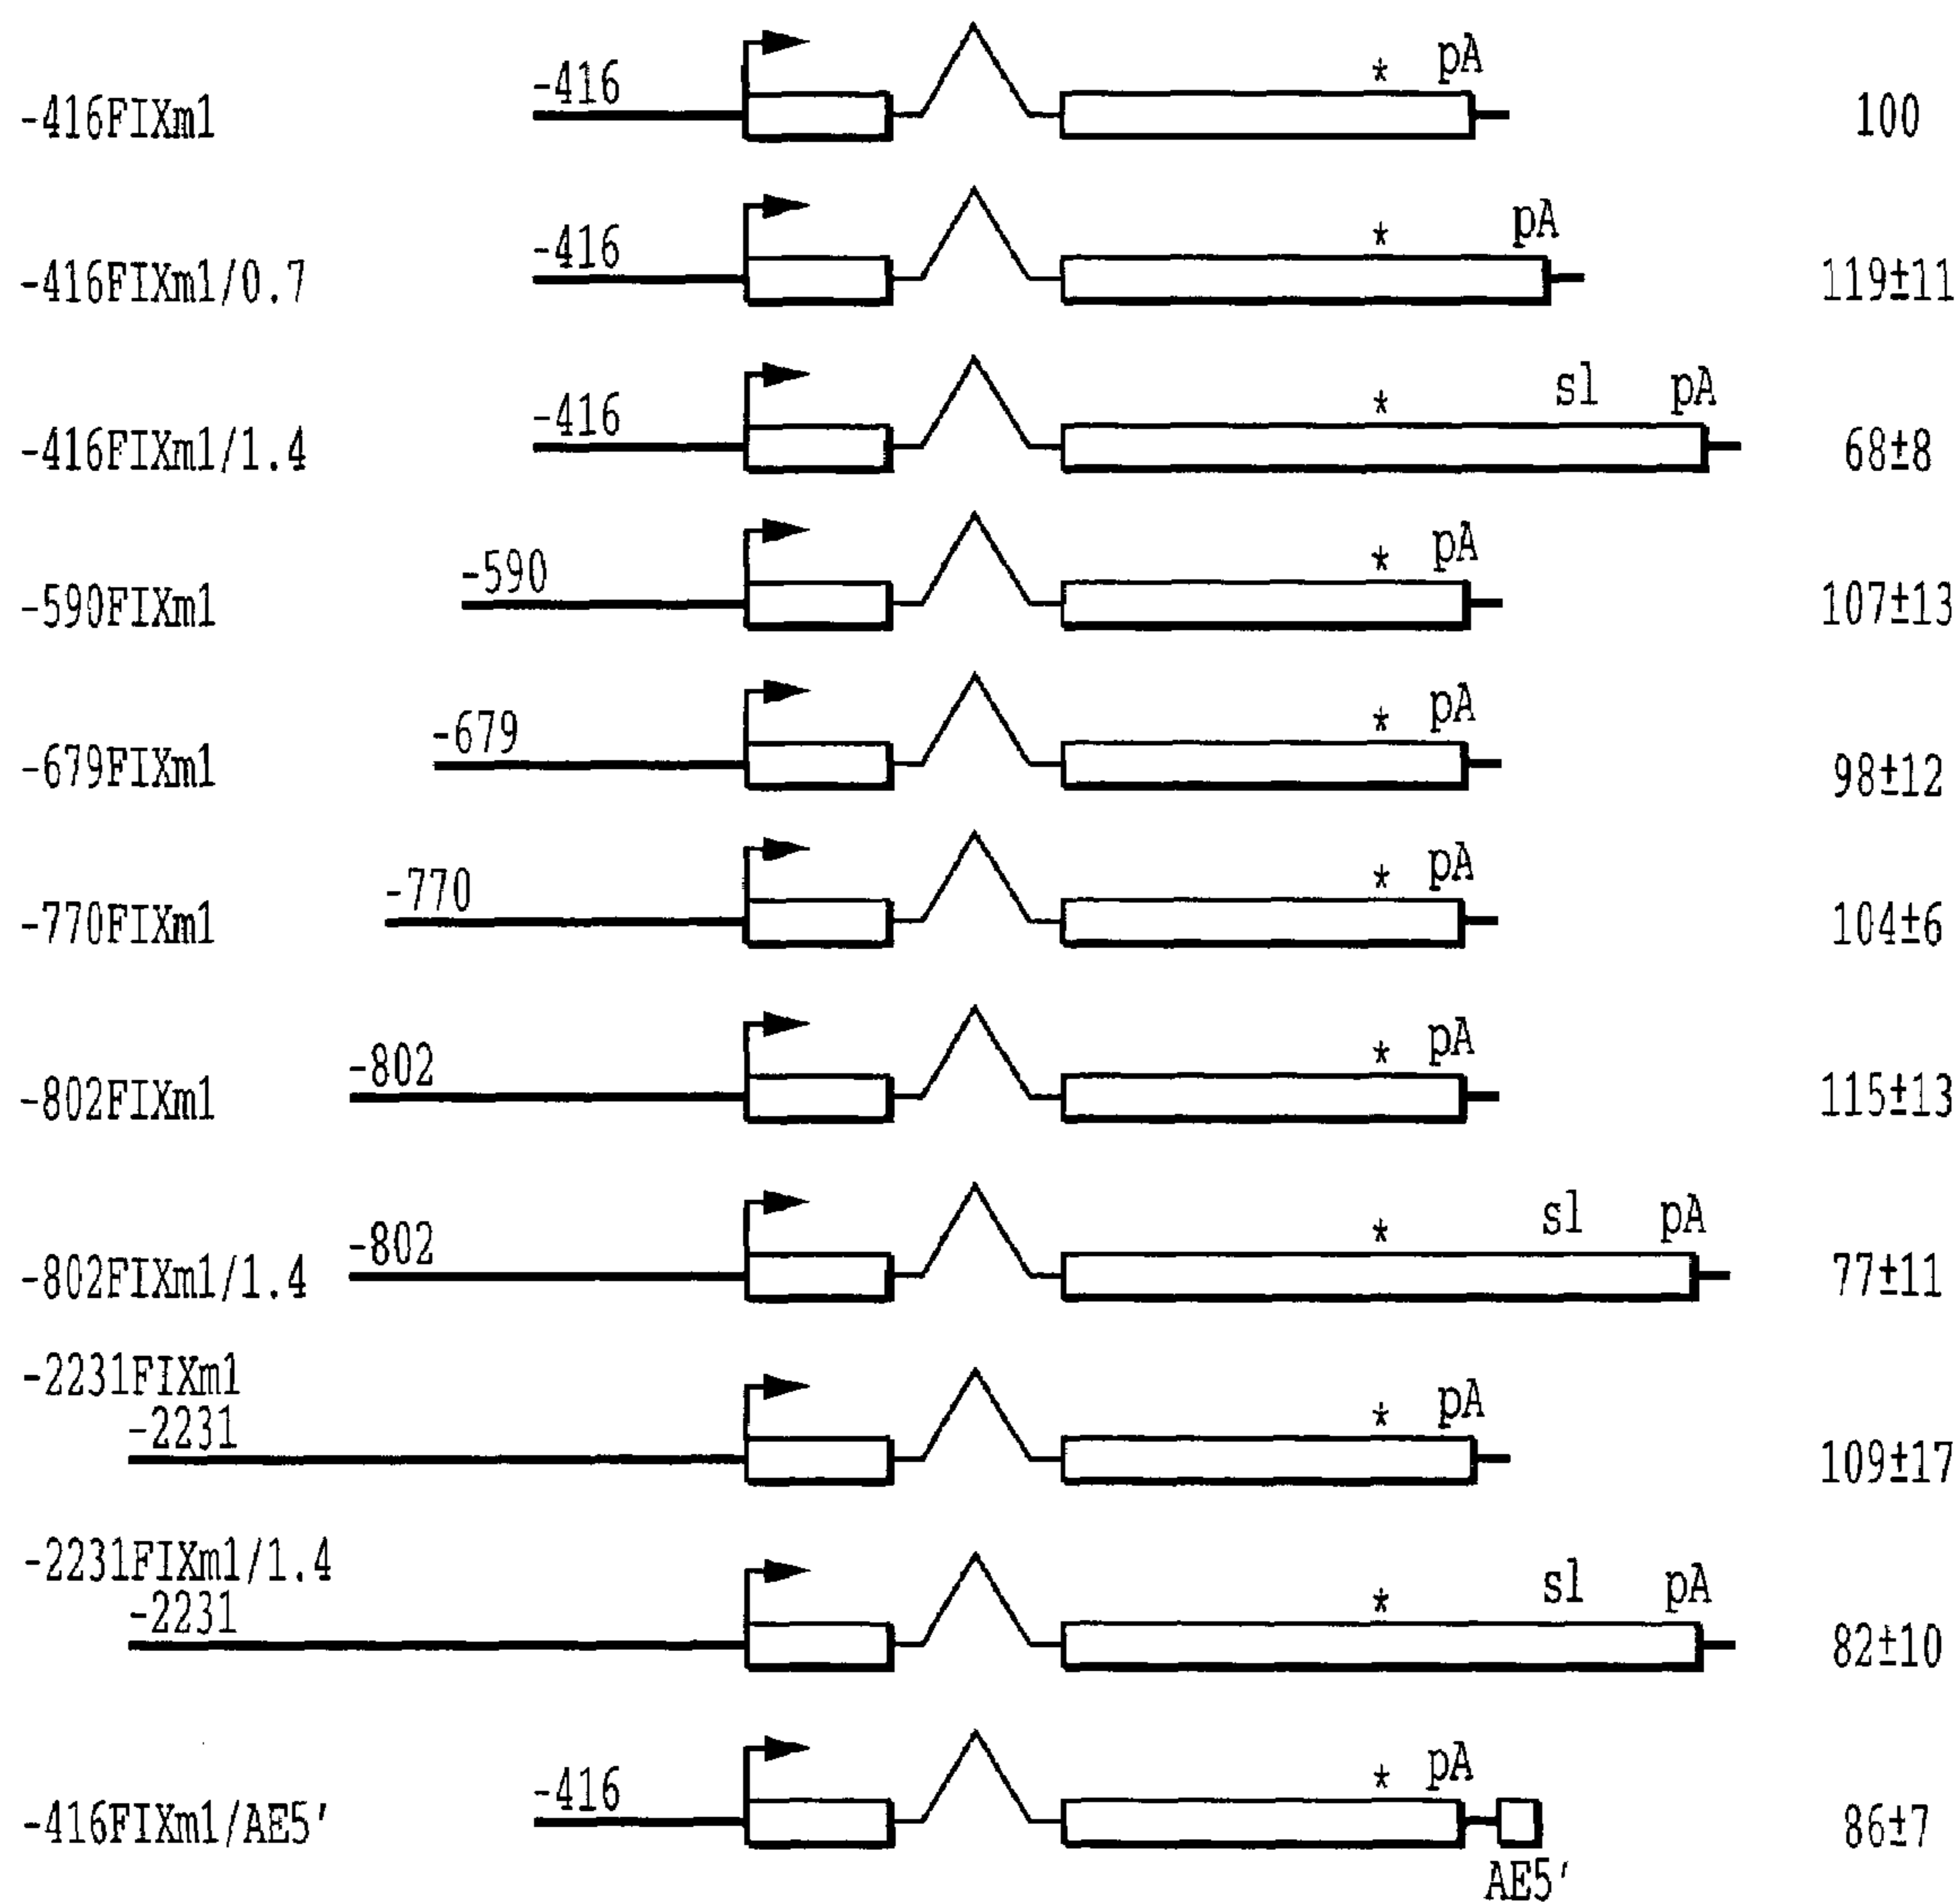 -416FIXm1 -416 * pA 100
-416FIXm1/0.7 -416 * pA 119±11
-416FIXm1/1.4 -416 * sl pA 68±8
-590FIXm1 -590 * pA 107±13
-679FIXm1 -679 * pA 98±12
-770FIXm1 -770 * pA 104±6
-802FIXm1 -802 * pA 115±13
-802FIXm1/1.4 -802 * sl pA 77±11
-2231FIXm1
-2231 * pA 109±17
-2231FIXm1/1.4
-2231 * sl pA 82±10
-416FIXm1/AE5' -416 * pA 86±7
AE5'